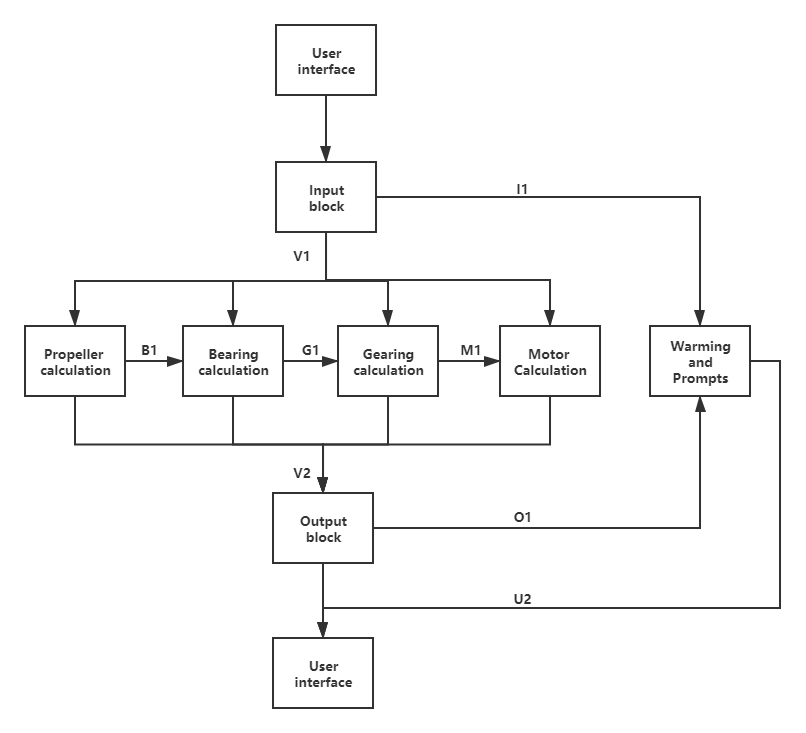 User
interface
Input
block
I1
V1
Propeller
calculation
B1
Bearing
calculation
G1
Gearing
calculation
M1
Motor
Calculation
Warming
and
Prompts
V2
Output
block
O1
U2
User
interface